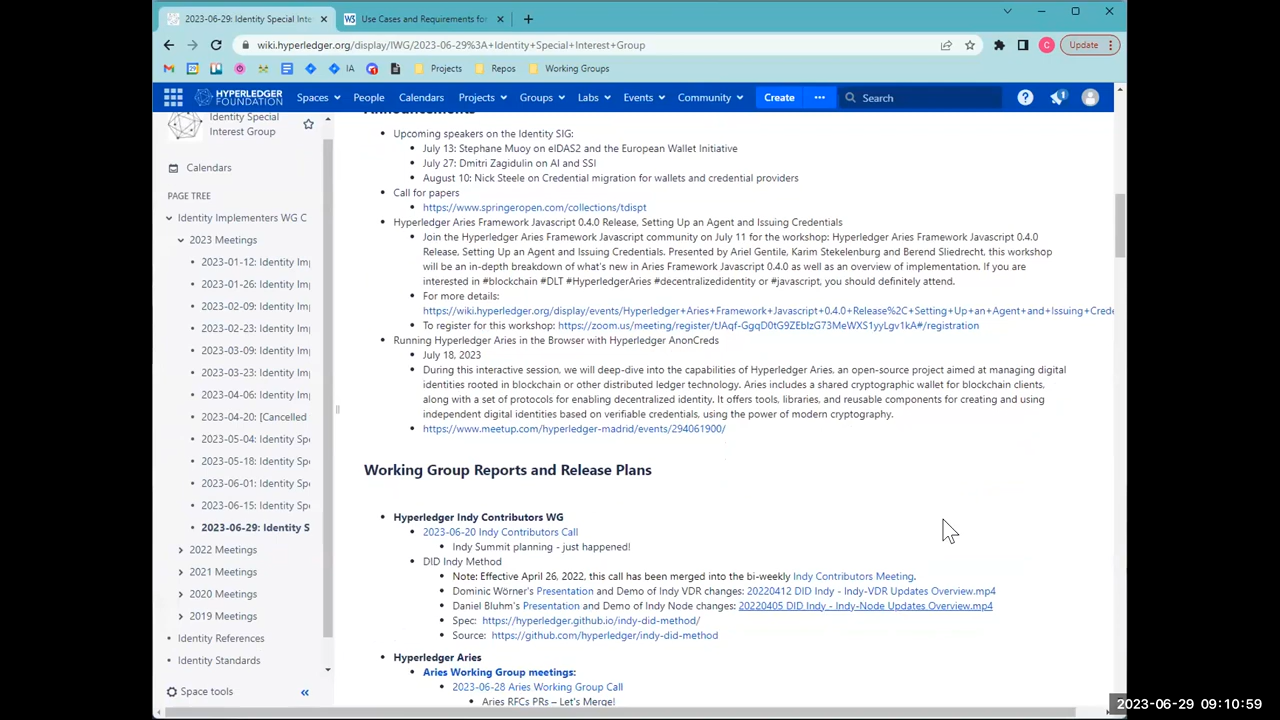 2023-06-29: Identity Special Inte
Use Cases and Requirements for
wiki.hyperledger.org/display/IWG/2023-06-29%3A+Identity+Special+Interest+Group
C
Update
IA
Projects
Repos
Working Groups
HYPERLEDGER FOUNDATION
Spaces
People
Calendars
Projects
Groups
Labs
Events
Community
Create
Search
1
Identity Special
Interest Group
Calendars
PAGE TREE
Identity Implementers WG C
2023 Meetings
2023-01-12: Identity Im
2023-01-26: Identity Im
2023-02-09: Identity Im
2023-02-23: Identity Im
2023-03-09: Identity Im
2023-03-23: Identity Im
2023-04-06: Identity Im
2023-04-20: [Cancelled
2023-05-04: Identity Spe
2023-05-18: Identity Spe
2023-06-01: Identity Spe
2023-06-15: Identity Spe
2023-06-29: Identity S
2022 Meetings
2021 Meetings
2020 Meetings
2019 Meetings
Identity References
Identity Standards
Space tools
Announcements
Upcoming speakers on the Identity SIG:
July 13: Stephane Muoy on eIDAS2 and the European Wallet Initiative
July 27: Dmitri Zagidulin on AI and SSI
August 10: Nick Steele on Credential migration for wallets and credential providers
Call for papers
https://www.springeropen.com/collections/tdispt
Hyperledger Aries Framework Javascript 0.4.0 Release, Setting Up an Agent and Issuing Credentials
Join the Hyperledger Aries Framework Javascript community on July 11 for the workshop: Hyperledger Aries Framework Javascript 0.4.0
Release, Setting Up an Agent and Issuing Credentials. Presented by Ariel Gentile, Karim Stekelenburg and Berend Sliedrecht, this workshop
will be an in-depth breakdown of what's new in Aries Framework Javascript 0.4.0 as well as an overview of implementation. If you are
interested in #blockchain #DLT #HyperledgerAries #decentralizedidentity or #javascript, you should definitely attend.
For more details:
https://wiki.hyperledger.org/display/events/Hyperledger+Aries+Framework+Javascript+0.4.0+Release%2C+Setting+Up+an+Agent+and+Issuing+Crede
To register for this workshop: https://zoom.us/meeting/register/tJAqf-GgqD0tG9ZEbIzG73MeWXS1yyLgv1kA#/registration
Running Hyperledger Aries in the Browser with Hyperledger AnonCreds
July 18, 2023
During this interactive session, we will deep-dive into the capabilities of Hyperledger Aries, an open-source project aimed at managing digital
identities rooted in blockchain or other distributed ledger technology. Aries includes a shared cryptographic wallet for blockchain clients,
along with a set of protocols for enabling decentralized identity. It offers tools, libraries, and reusable components for creating and using
independent digital identities based on verifiable credentials, using the power of modern cryptography.
https://www.meetup.com/hyperledger-madrid/events/294061900/
Working Group Reports and Release Plans
Hyperledger Indy Contributors WG
2023-06-20 Indy Contributors Call
Indy Summit planning - just happened!
DID Indy Method
Note: Effective April 26, 2022, this call has been merged into the bi-weekly Indy Contributors Meeting.
Dominic Wörner's Presentation and Demo of Indy VDR changes: 20220412 DID Indy - Indy-VDR Updates Overview.mp4
Daniel Bluhm's Presentation and Demo of Indy Node changes: 20220405 DID Indy - Indy-Node Updates Overview.mp4
Spec: https://hyperledger.github.io/indy-did-method/
Source: https://github.com/hyperledger/indy-did-method
Hyperledger Aries
Aries Working Group meetings:
2023-06-28 Aries Working Group Call
Aries RFCs PRs – Let's Merge!
2023-06-29 09:10:59